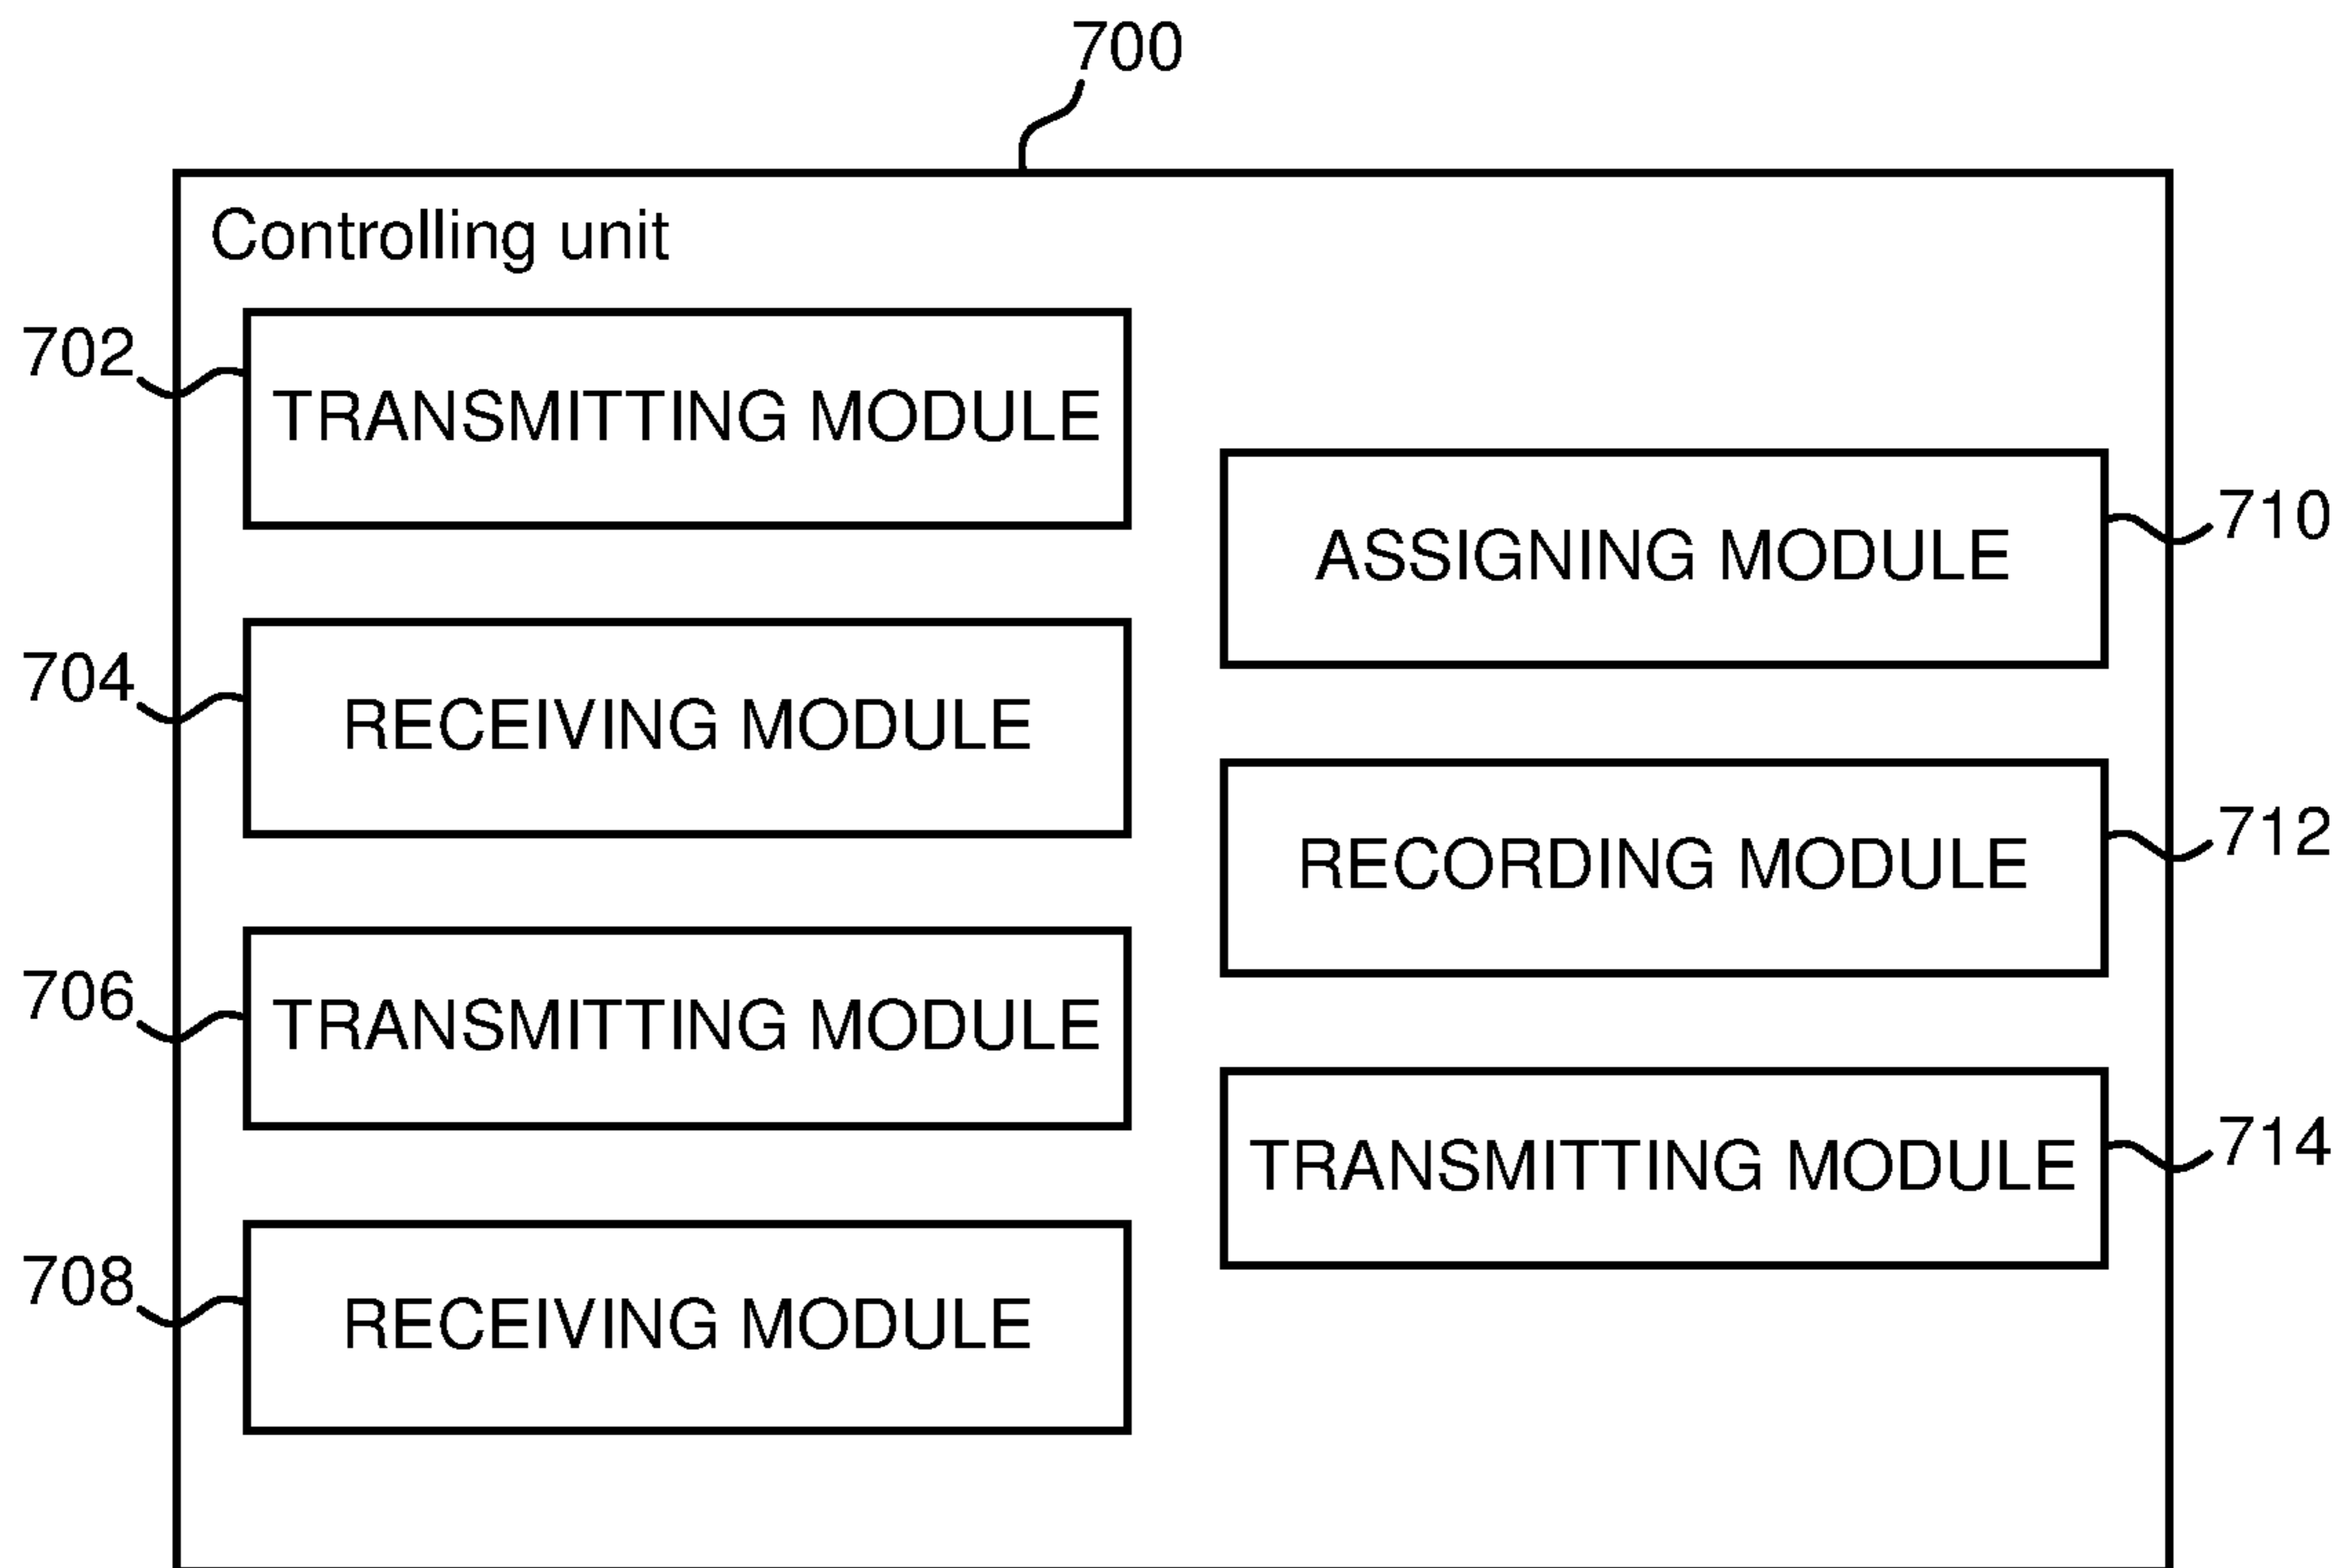 700
Controlling unit
702
TRANSMITTING MODULE
704
RECEIVING MODULE
706
TRANSMITTING MODULE
708
RECEIVING MODULE
ASSIGNING MODULE
710
RECORDING MODULE
712
TRANSMITTING MODULE
714